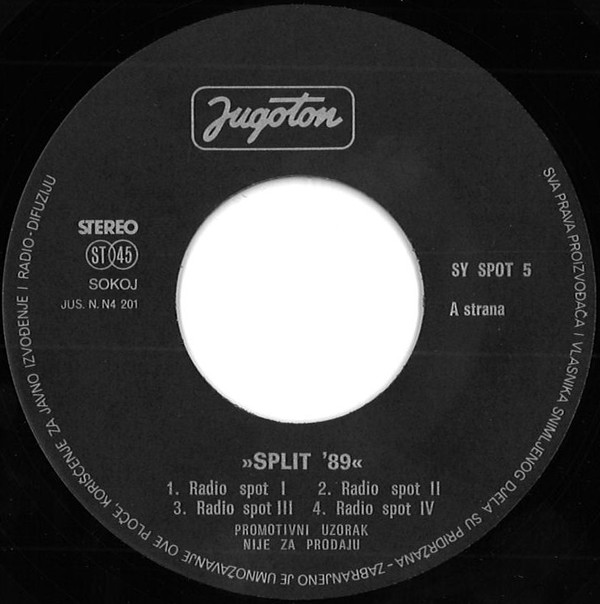 Jugoton
STEREO
ST 45
SOKOJ
JUS. N. N4 201
SY SPOT 5
A strana
»SPLIT '89«
1. Radio spot I 2. Radio spot II
3. Radio spot III 4. Radio spot IV
PROMOTIVNI UZORAK
NIJE ZA PRODAJU
SVA PRAVA PROIZVOĐAČA I VLASNIKA SNIMLJENOG DJELA SU PRIDRŽANA - ZABRANJENO JE UMNOŽAVANJE OVE PLOČE, KORIŠĆENJE ZA JAVNO IZVOĐENJE I RADIO-DIFUZIJU